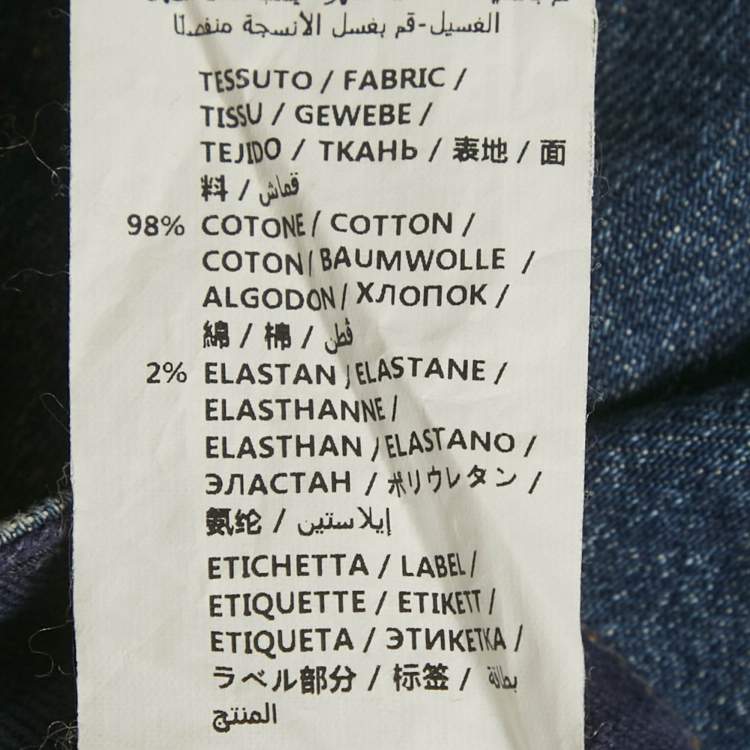 الغسيل-قم بغسل الأنسجة منفصلًا
TESSUTO / FABRIC /
TISSU / GEWEBE /
TEJIDO / ТКАНЬ / 表地 / 面
料 / قماش
98% COTONE / COTTON /
COTON / BAUMWOLLE /
ALGODON / ХЛОПОК /
綿 / 棉 / قطن
2% ELASTAN / ELASTANE /
ELASTHANNE /
ELASTHAN / ELASTANO /
ЭЛАСТАН / ポリウレタン /
氨纶 / إيلاستين
ETICHETTA / LABEL /
ETIQUETTE / ETIKETT /
ETIQUETA / ЭТИКЕТКА /
ラベル部分 / 标签 / بطانة
المنتج